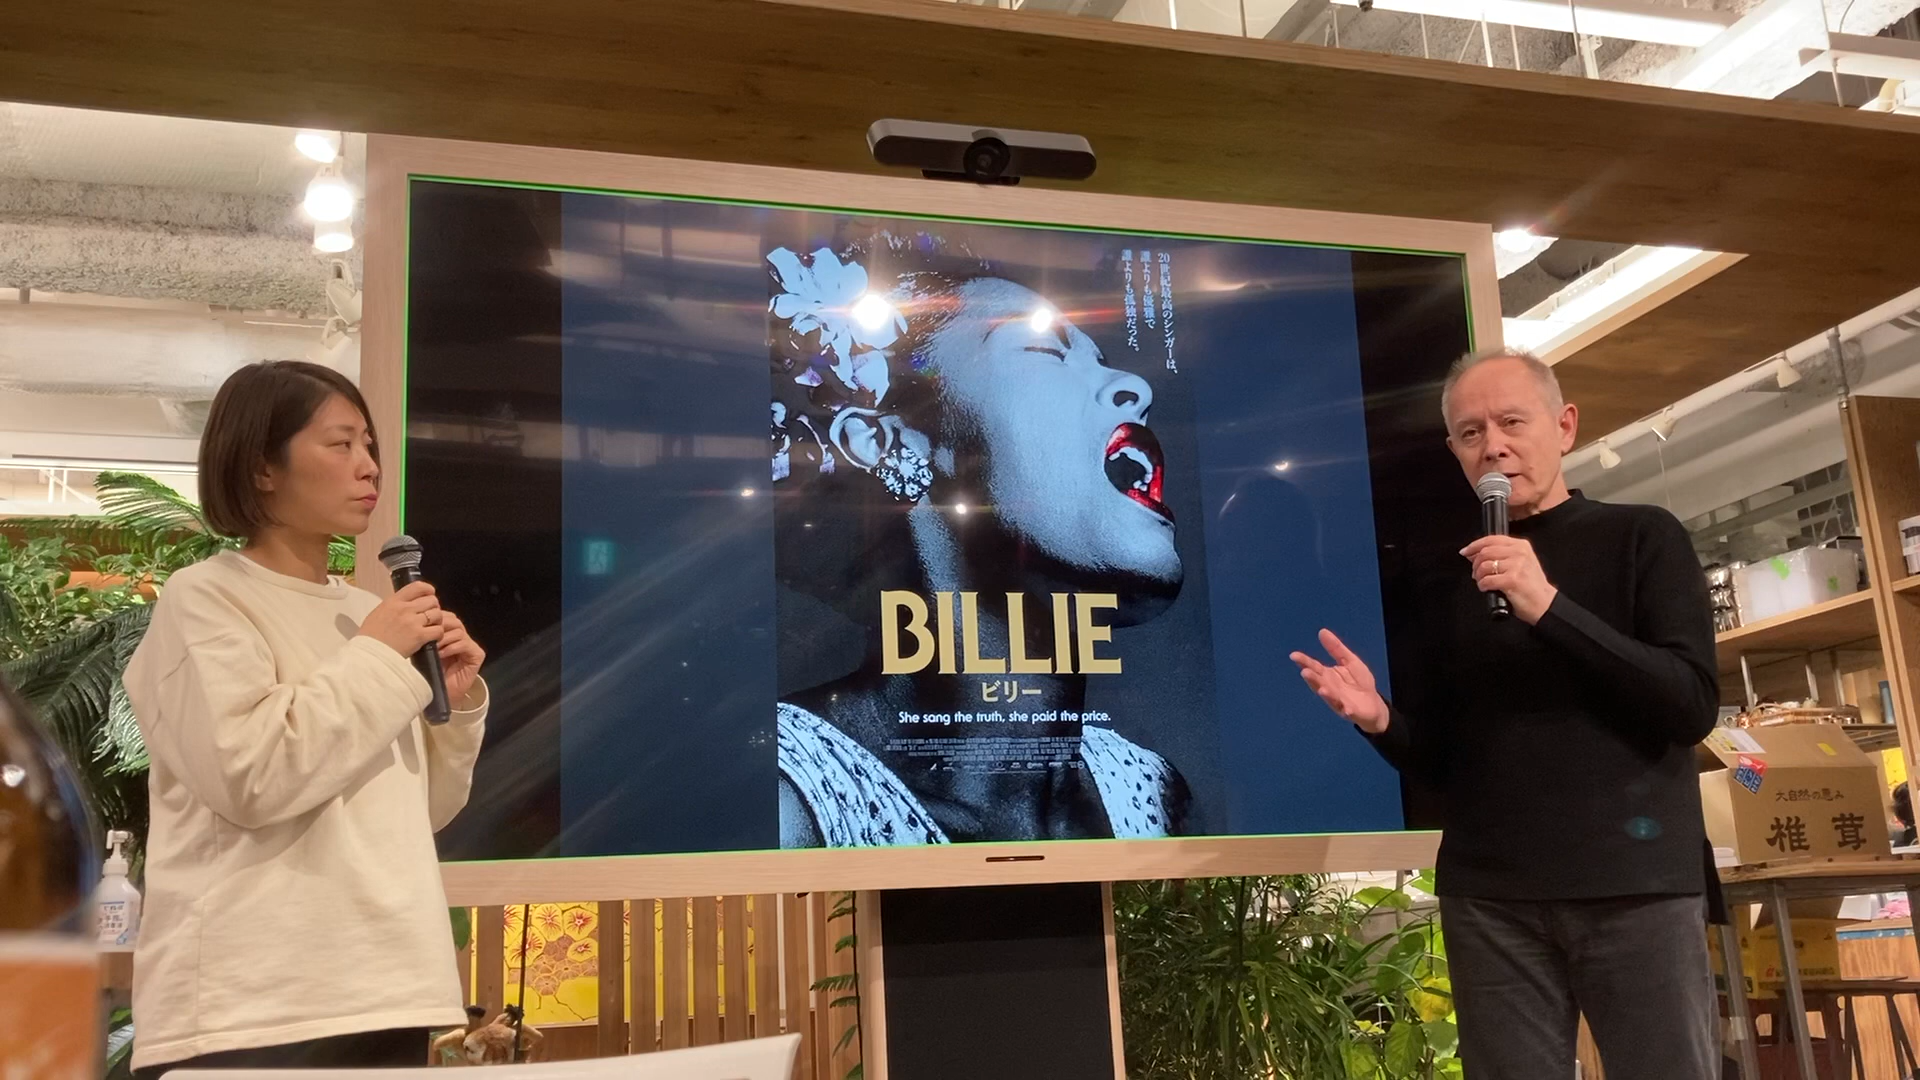 20世紀最高のシンガーは、
誰よりも優雅で
誰よりも孤独だった。
BILLIE
ビリー
She sang the truth, she paid the price.
大自然の恵み
椎茸